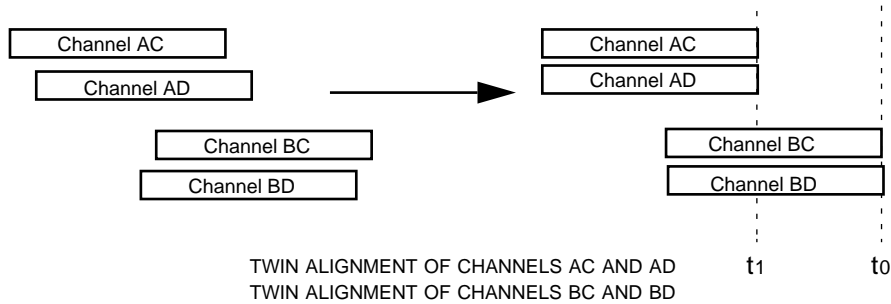 Channel AC
Channel AD
Channel BC
Channel BD
Channel AC
Channel AD
Channel BC
Channel BD
t1
t0
TWIN ALIGNMENT OF CHANNELS AC AND AD
TWIN ALIGNMENT OF CHANNELS BC AND BD